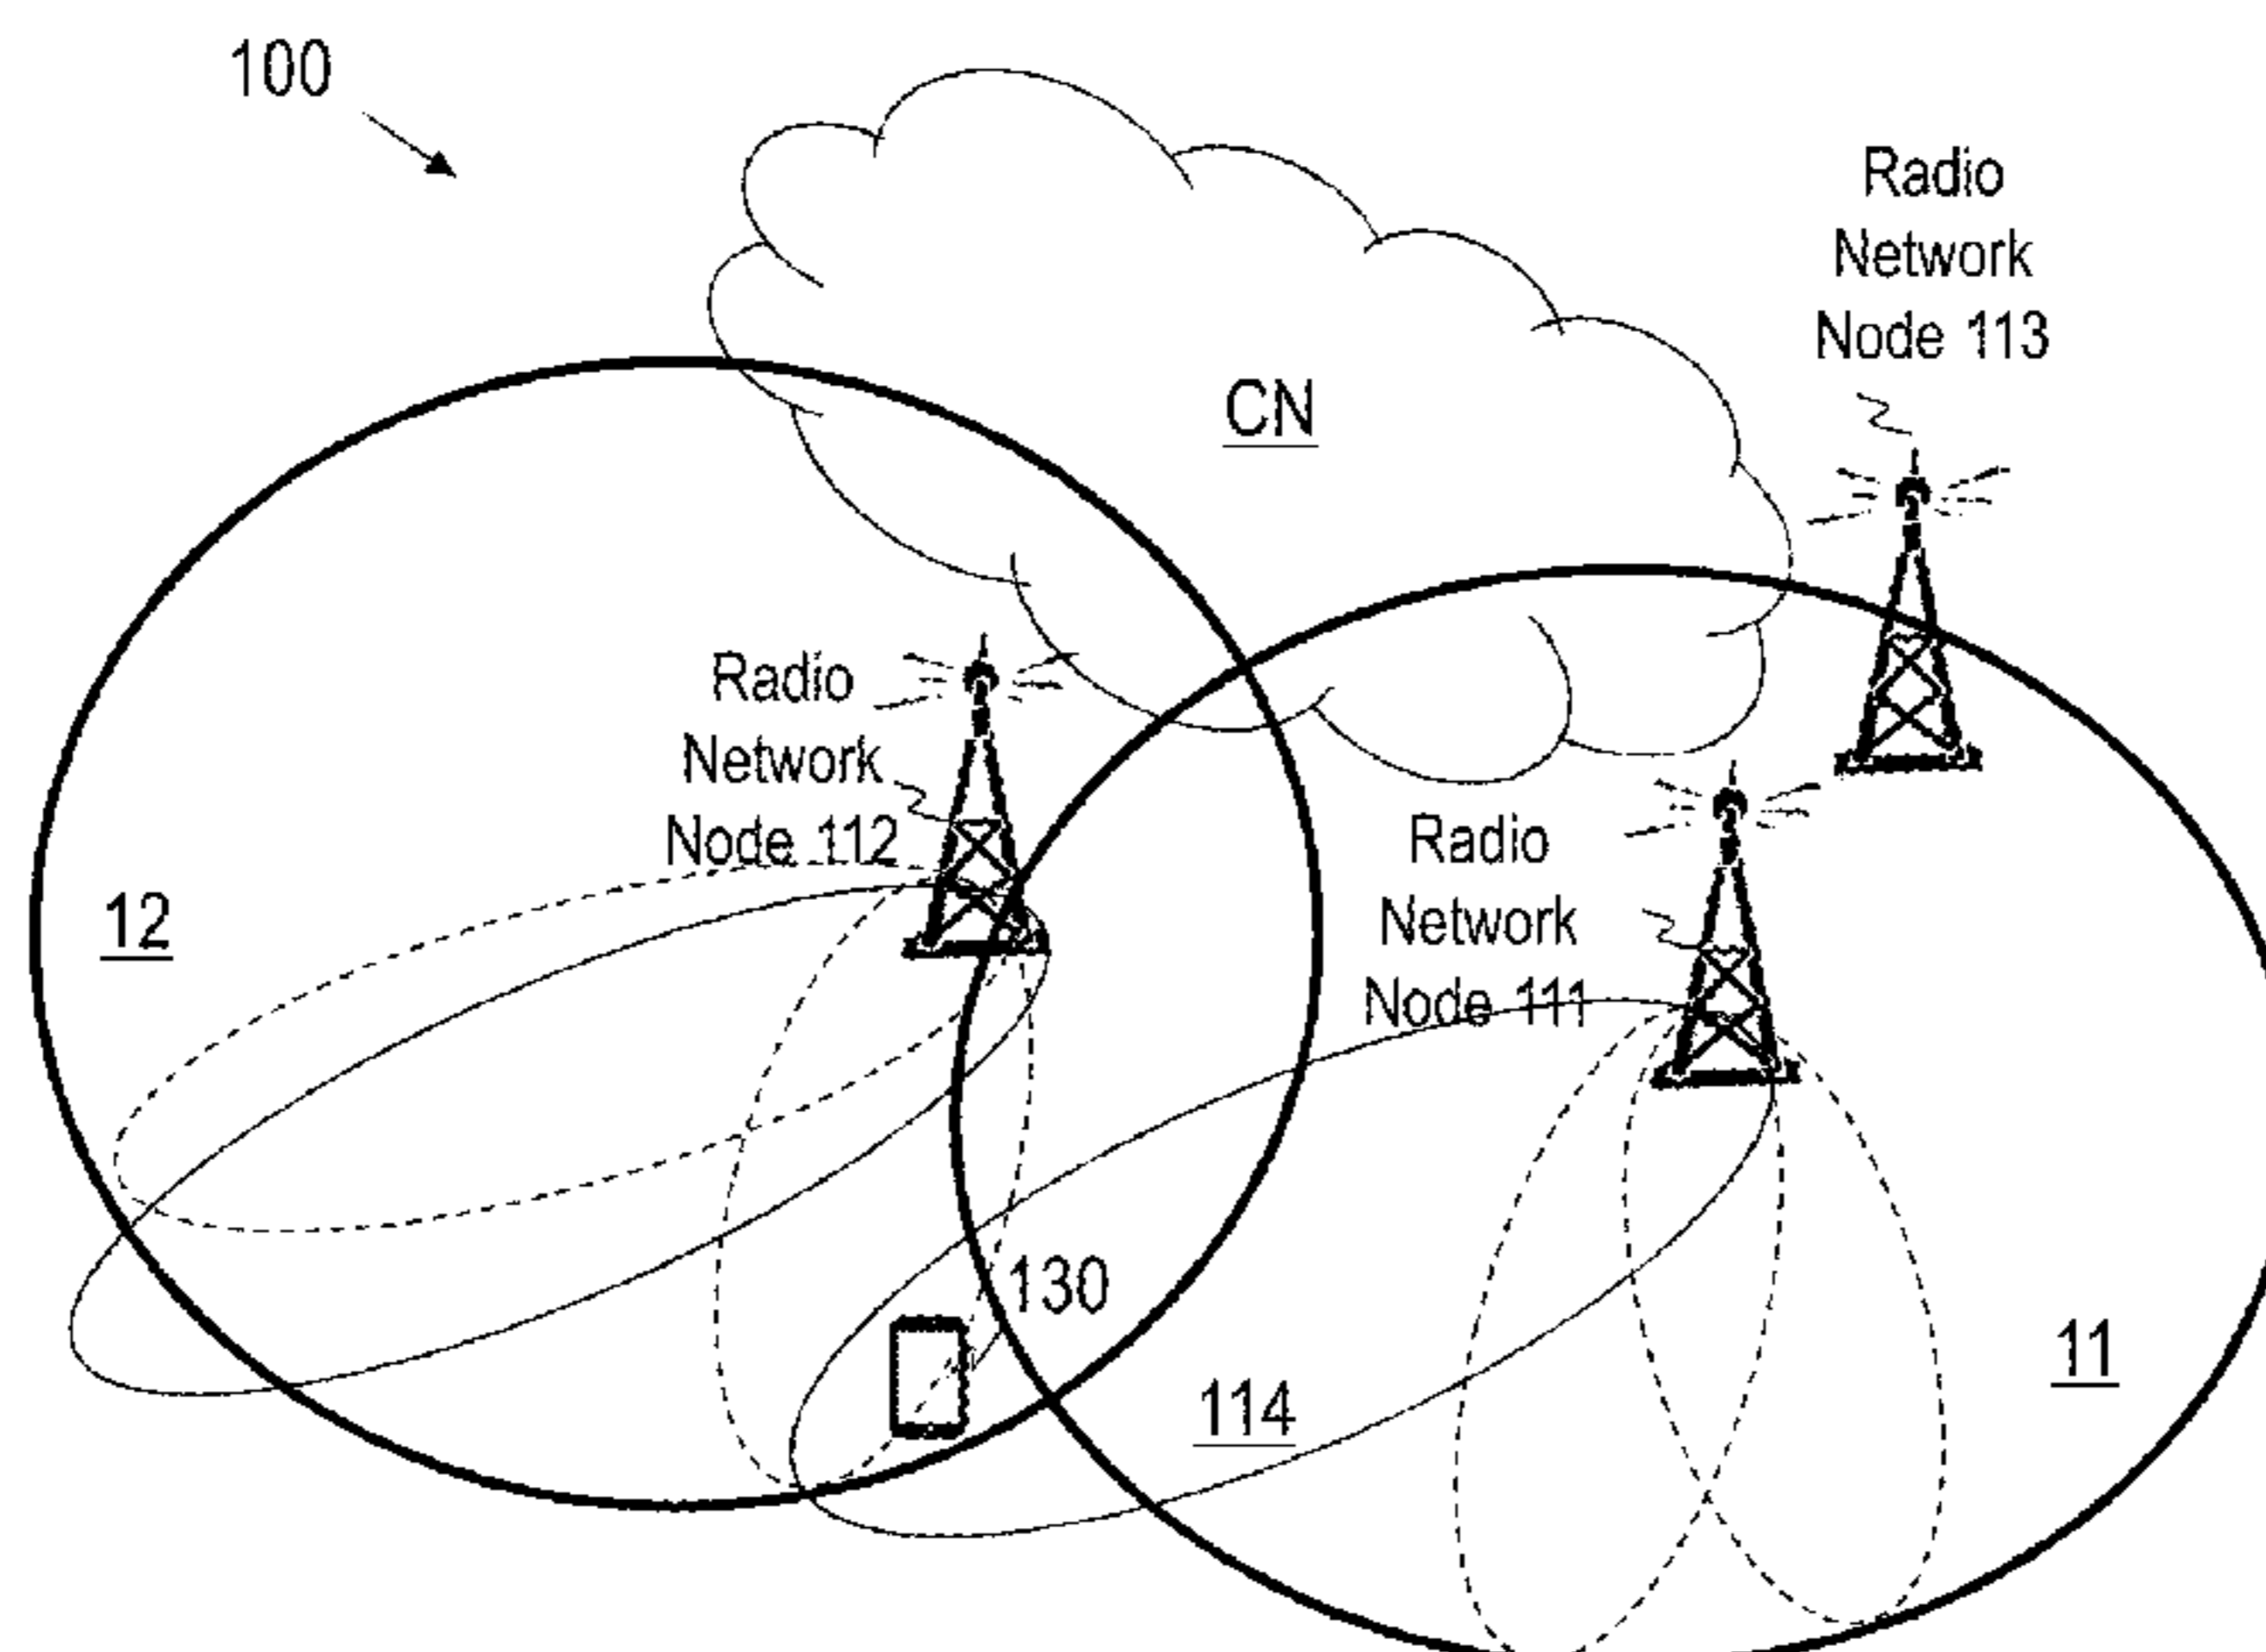 100
Radio
Network
Node 113
CN
Radio
Network
Node 112
Radio
Network
Node 111
12
130
114
11